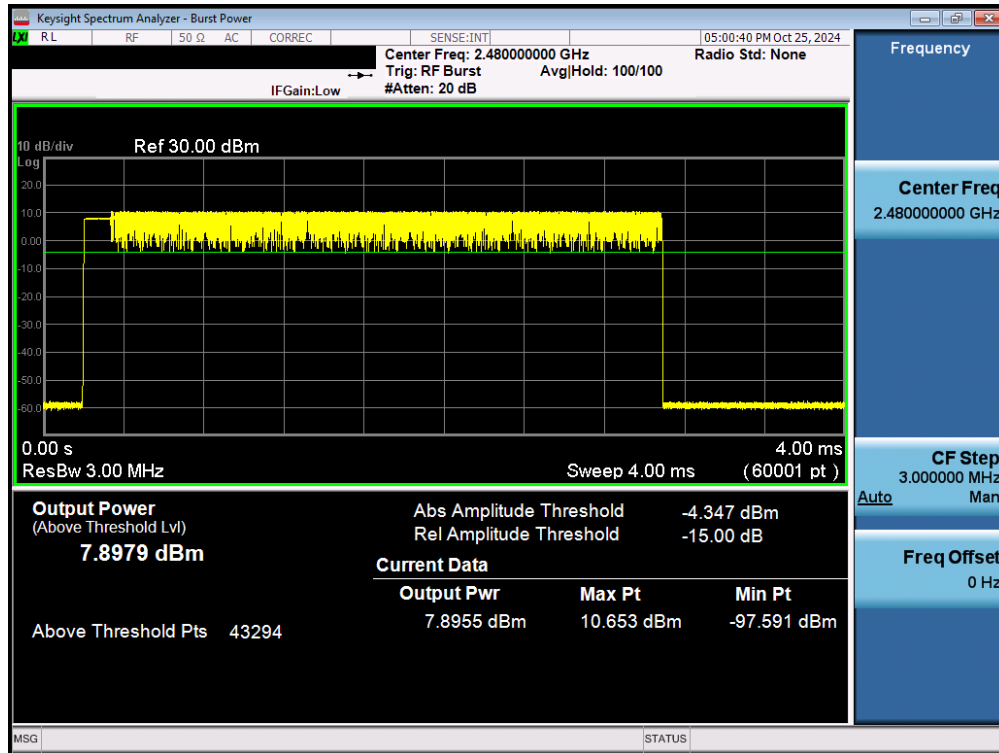 Keysight Spectrum Analyzer - Burst Power
LXI RL RF 50 Ω AC CORREC SENSE:INT 05:00:40 PM Oct 25, 2024
Center Freq: 2.480000000 GHz Radio Std: None
Trig: RF Burst Avg|Hold: 100/100
IFGain:Low #Atten: 20 dB
10 dB/div Ref 30.00 dBm
Log
20.0
10.0
0.00
-10.0
-20.0
-30.0
-40.0
-50.0
-60.0
0.00 s 4.00 ms
ResBw 3.00 MHz Sweep 4.00 ms (60001 pt)
Output Power
(Above Threshold Lvl)
7.8979 dBm
Above Threshold Pts 43294
Abs Amplitude Threshold -4.347 dBm
Rel Amplitude Threshold -15.00 dB
Current Data
Output Pwr Max Pt Min Pt
7.8955 dBm 10.653 dBm -97.591 dBm
Frequency
Center Freq
2.480000000 GHz
CF Step
3.000000 MHz
Auto Man
Freq Offset
0 Hz
MSG STATUS